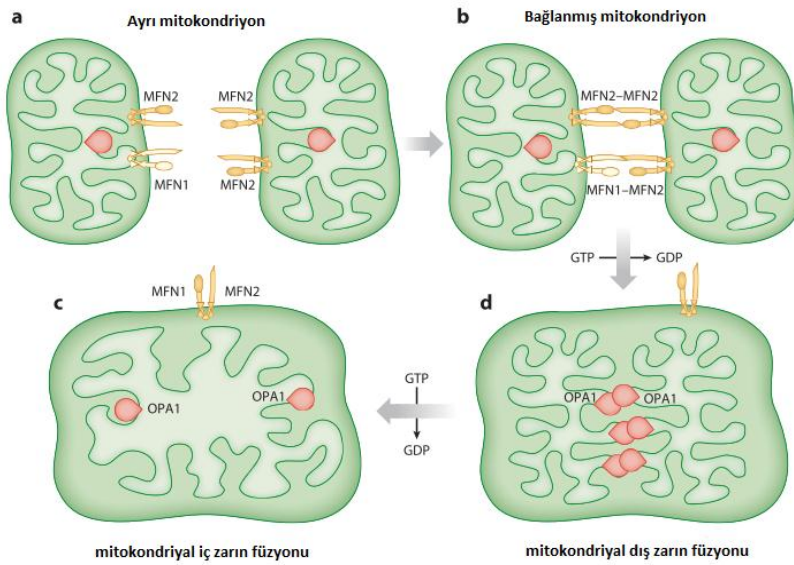 a
Ayrı mitokondriyon
MFN2
MFN1
MFN2
MFN2
b
Bağlanmış mitokondriyon
MFN2–MFN2
MFN1–MFN2
GTP
GDP
c
MFN1
MFN2
OPA1
OPA1
mitokondriyal iç zarın füzyonu
GTP
GDP
d
OPA1
OPA1
mitokondriyal dış zarın füzyonu